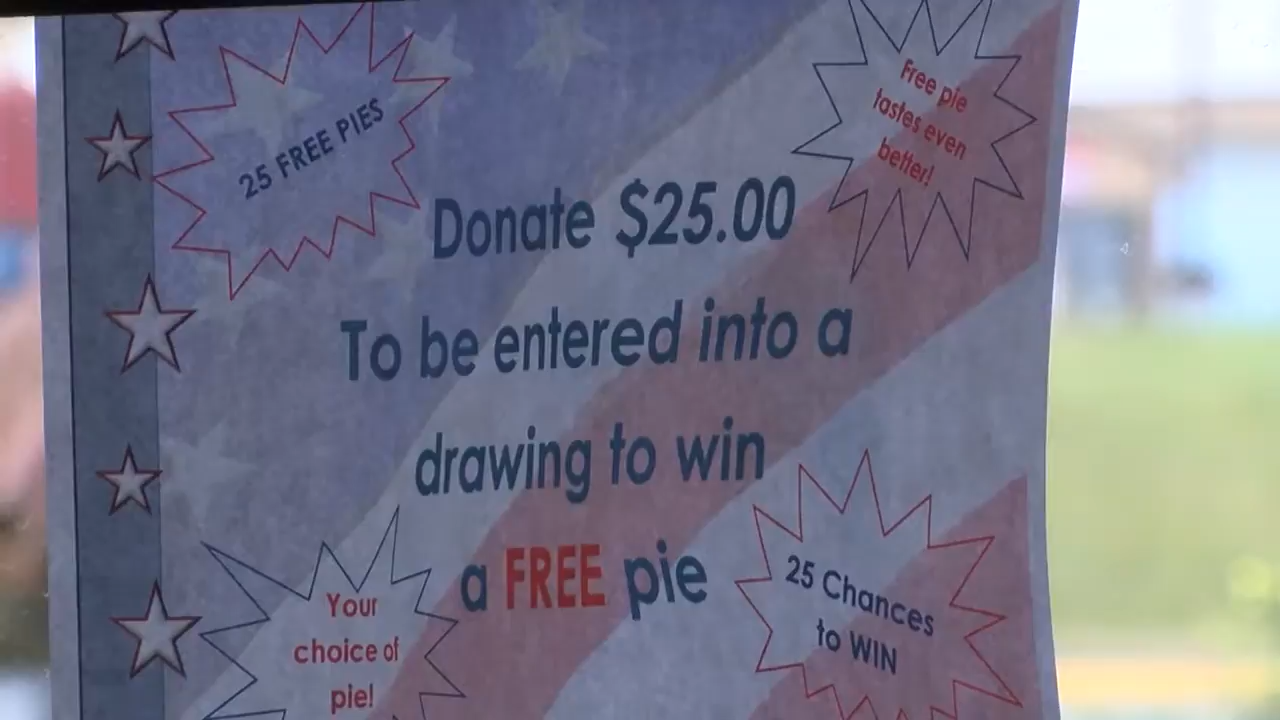 25 FREE PIES
Free pie
tastes even
better!
Donate $25.00
To be entered into a
drawing to win
a FREE pie
Your
choice of
pie!
25 Chances
to WIN